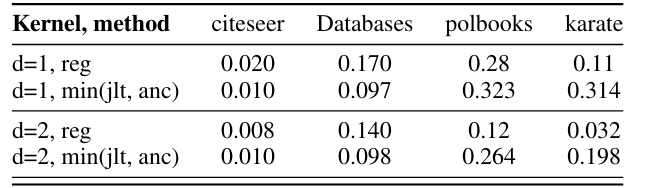 Kernel, method citeseer Databases polbooks karate
d=1, reg 0.020 0.170 0.28 0.11
d=1, min(jlt, anc) 0.010 0.097 0.323 0.314
d=2, reg 0.008 0.140 0.12 0.032
d=2, min(jlt, anc) 0.010 0.098 0.264 0.198